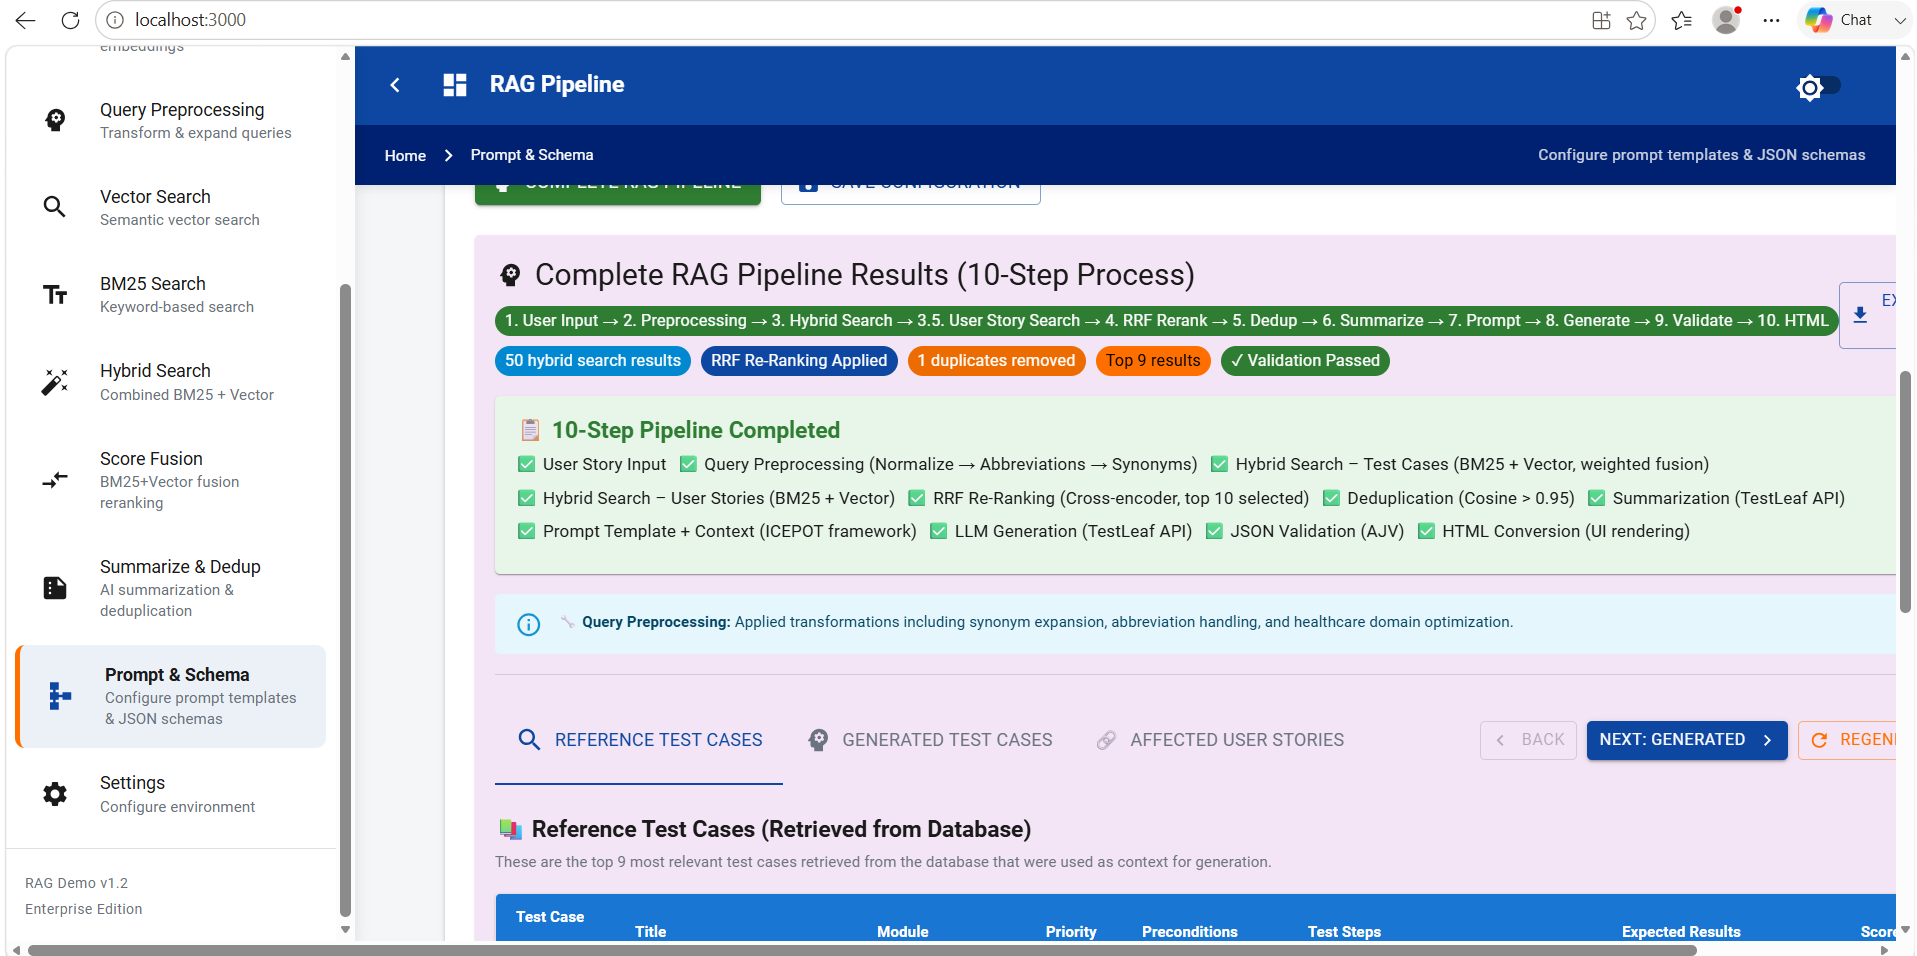 localhost:3000
Chat
embeddings
Query Preprocessing
Transform & expand queries
Vector Search
Semantic vector search
BM25 Search
Keyword-based search
Hybrid Search
Combined BM25 + Vector
Score Fusion
BM25+Vector fusion
reranking
Summarize & Dedup
AI summarization &
deduplication
Prompt & Schema
Configure prompt templates
& JSON schemas
Settings
Configure environment
RAG Demo v1.2
Enterprise Edition
RAG Pipeline
Home
Prompt & Schema
Configure prompt templates & JSON schemas
COMPLETE RAG PIPELINE
SAVE CONFIGURATION
Complete RAG Pipeline Results (10-Step Process)
EX
1. User Input → 2. Preprocessing → 3. Hybrid Search → 3.5. User Story Search → 4. RRF Rerank → 5. Dedup → 6. Summarize → 7. Prompt → 8. Generate → 9. Validate → 10. HTML
50 hybrid search results
RRF Re-Ranking Applied
1 duplicates removed
Top 9 results
✓ Validation Passed
📋 10-Step Pipeline Completed
✅ User Story Input ✅ Query Preprocessing (Normalize → Abbreviations → Synonyms) ✅ Hybrid Search – Test Cases (BM25 + Vector, weighted fusion)
✅ Hybrid Search – User Stories (BM25 + Vector) ✅ RRF Re-Ranking (Cross-encoder, top 10 selected) ✅ Deduplication (Cosine > 0.95) ✅ Summarization (TestLeaf API)
✅ Prompt Template + Context (ICEPOT framework) ✅ LLM Generation (TestLeaf API) ✅ JSON Validation (AJV) ✅ HTML Conversion (UI rendering)
🔧 Query Preprocessing: Applied transformations including synonym expansion, abbreviation handling, and healthcare domain optimization.
REFERENCE TEST CASES
GENERATED TEST CASES
AFFECTED USER STORIES
BACK
NEXT: GENERATED
REGEN
📚 Reference Test Cases (Retrieved from Database)
These are the top 9 most relevant test cases retrieved from the database that were used as context for generation.
Test Case
Title
Module
Priority
Preconditions
Test Steps
Expected Results
Score